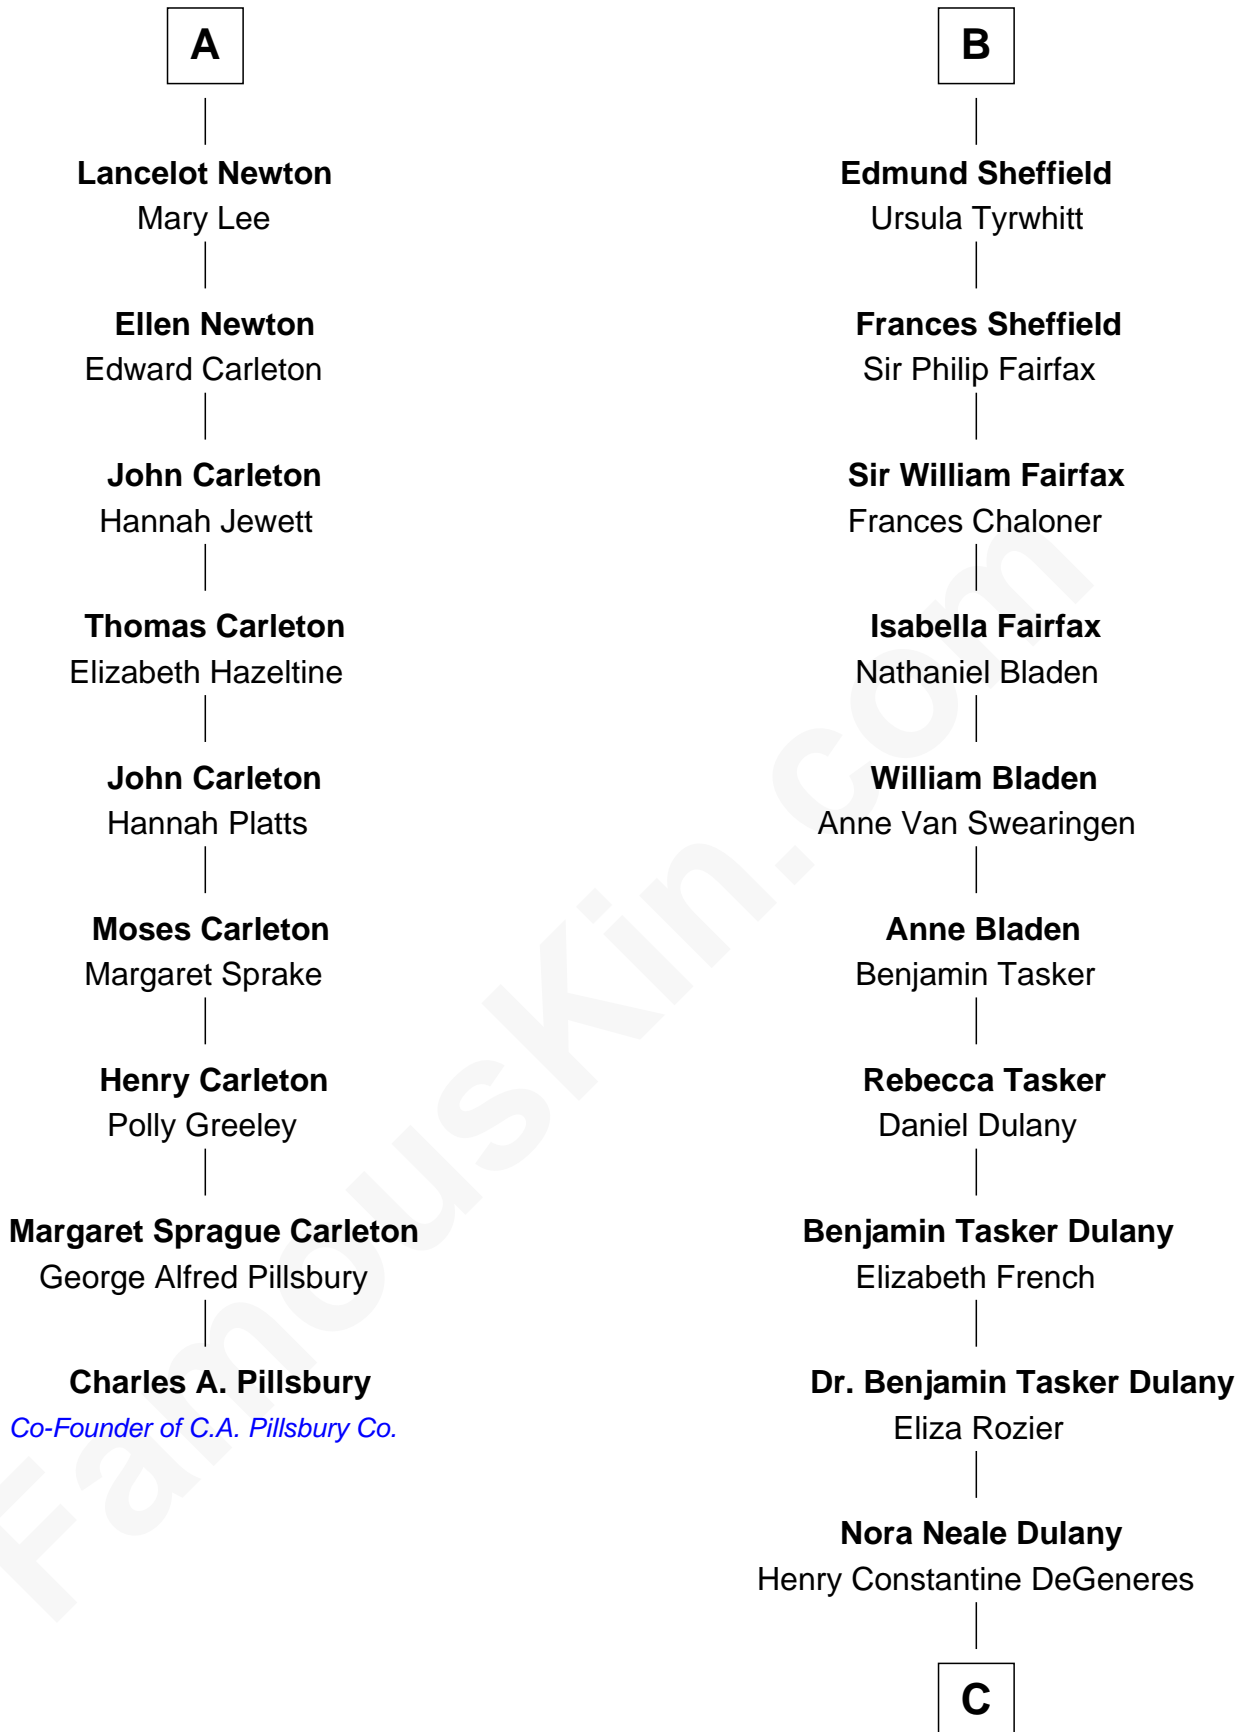 A
Lancelot Newton
Mary Lee
Ellen Newton
Edward Carleton
John Carleton
Hannah Jewett
Thomas Carleton
Elizabeth Hazeltine
John Carleton
Hannah Platts
Moses Carleton
Margaret Sprake
Henry Carleton
Polly Greeley
Margaret Sprague Carleton
George Alfred Pillsbury
Charles A. Pillsbury
Co-Founder of C.A. Pillsbury Co.
B
Edmund Sheffield
Ursula Tyrwhitt
Frances Sheffield
Sir Philip Fairfax
Sir William Fairfax
Frances Chaloner
Isabella Fairfax
Nathaniel Bladen
William Bladen
Anne Van Swearingen
Anne Bladen
Benjamin Tasker
Rebecca Tasker
Daniel Dulany
Benjamin Tasker Dulany
Elizabeth French
Dr. Benjamin Tasker Dulany
Eliza Rozier
Nora Neale Dulany
Henry Constantine DeGeneres
C
FamousKin.com